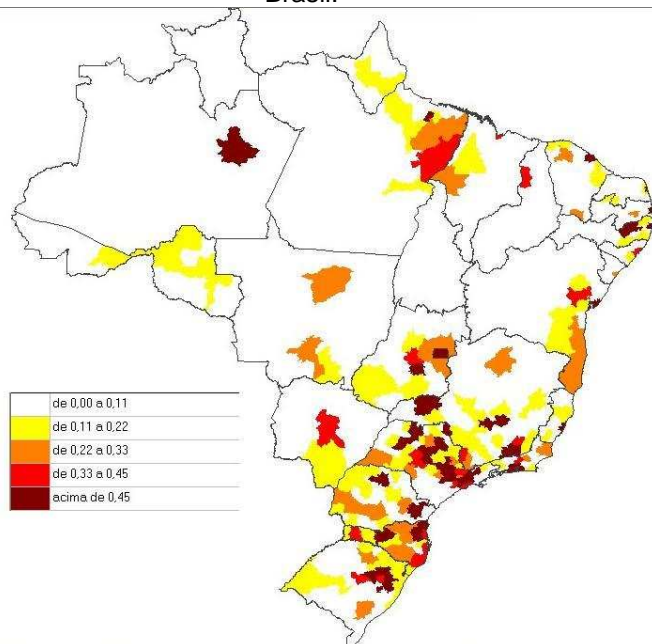 Brasil.
de 0,00 a 0,11
de 0,11 a 0,22
de 0,22 a 0,33
de 0,33 a 0,45
acima de 0,45